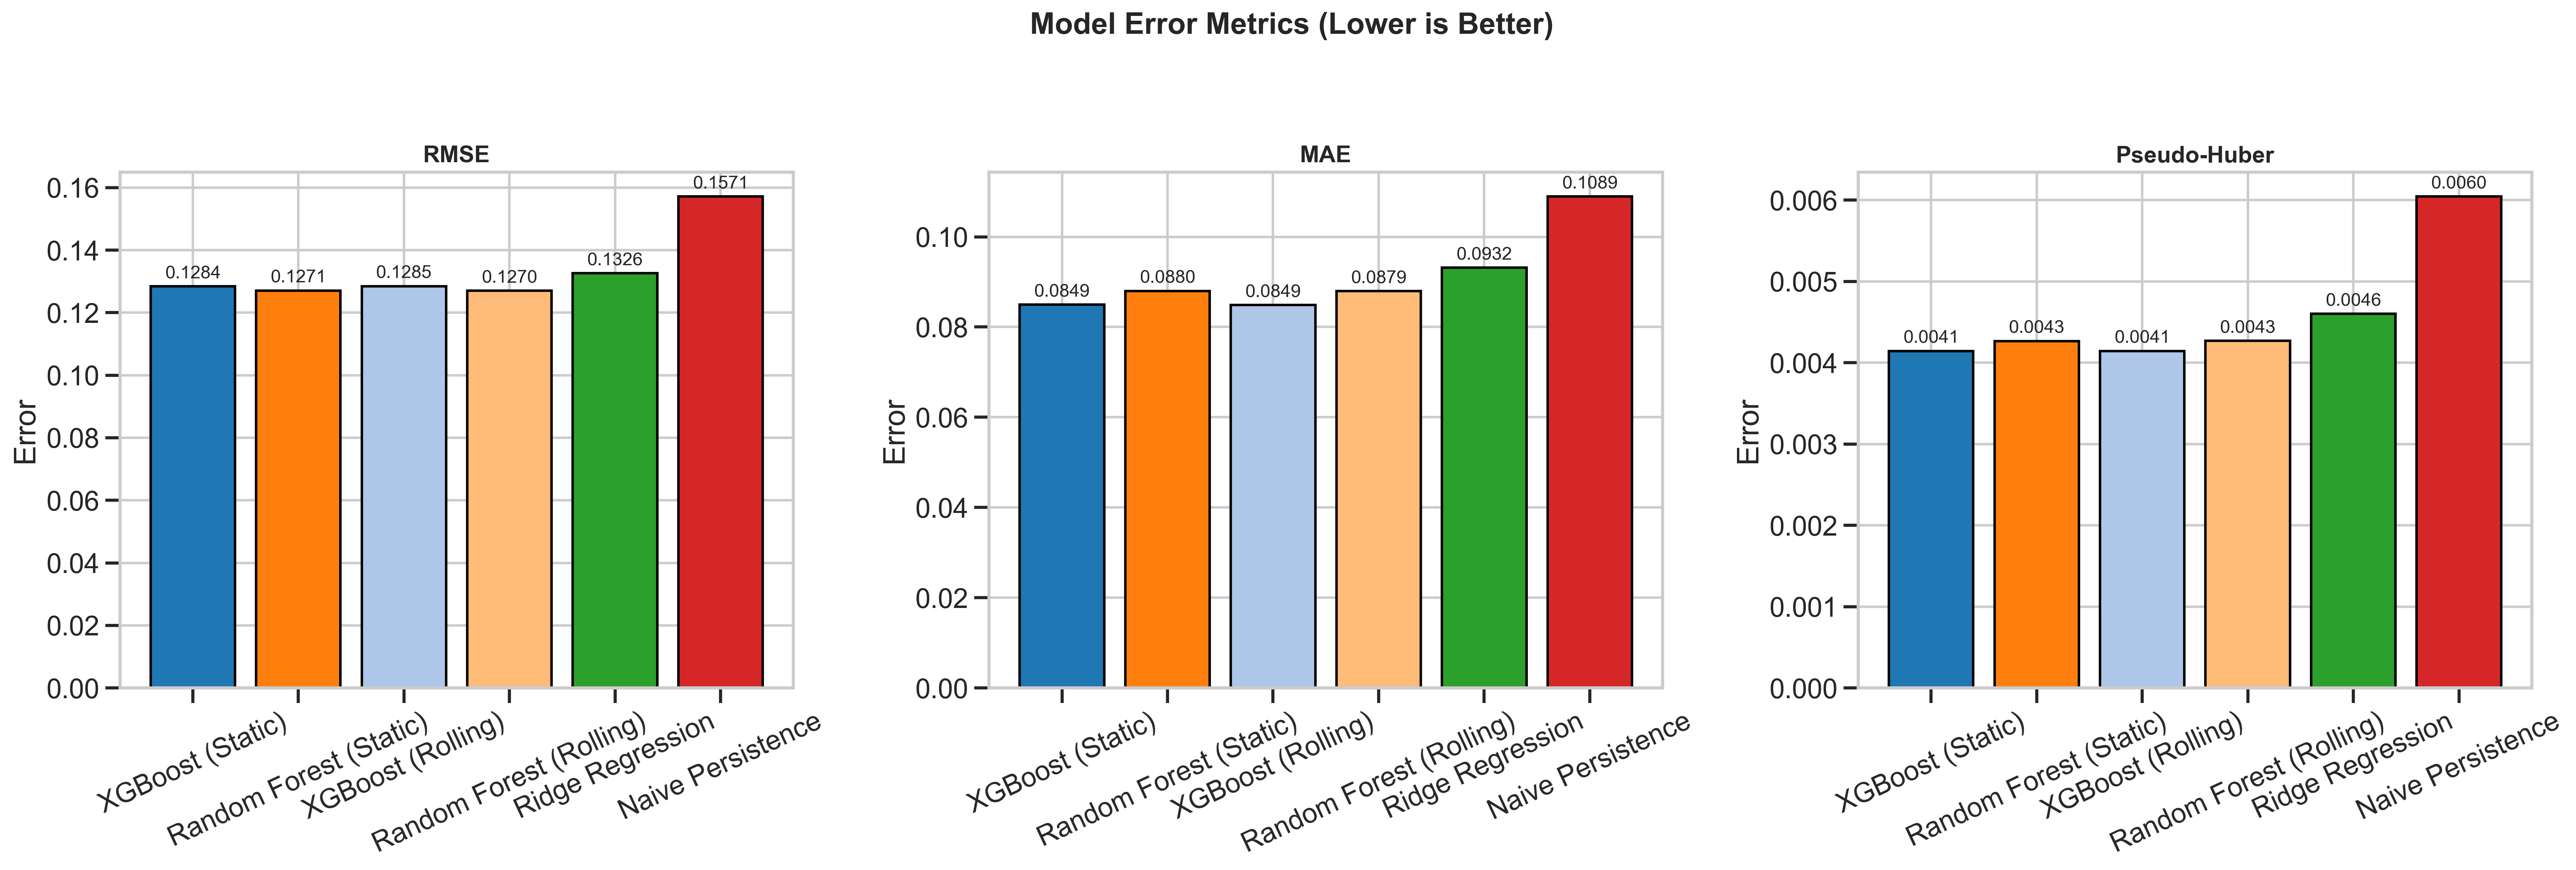 Model Error Metrics (Lower is Better)
RMSE
Error
0.16
0.14
0.12
0.10
0.08
0.06
0.04
0.02
0.00
0.1284
0.1271
0.1285
0.1270
0.1326
0.1571
XGBoost (Static)
Random Forest (Static)
XGBoost (Rolling)
Random Forest (Rolling)
Ridge Regression
Naive Persistence
MAE
Error
0.10
0.08
0.06
0.04
0.02
0.00
0.0849
0.0880
0.0849
0.0879
0.0932
0.1089
XGBoost (Static)
Random Forest (Static)
XGBoost (Rolling)
Random Forest (Rolling)
Ridge Regression
Naive Persistence
Pseudo-Huber
Error
0.006
0.005
0.004
0.003
0.002
0.001
0.000
0.0041
0.0043
0.0041
0.0043
0.0046
0.0060
XGBoost (Static)
Random Forest (Static)
XGBoost (Rolling)
Random Forest (Rolling)
Ridge Regression
Naive Persistence